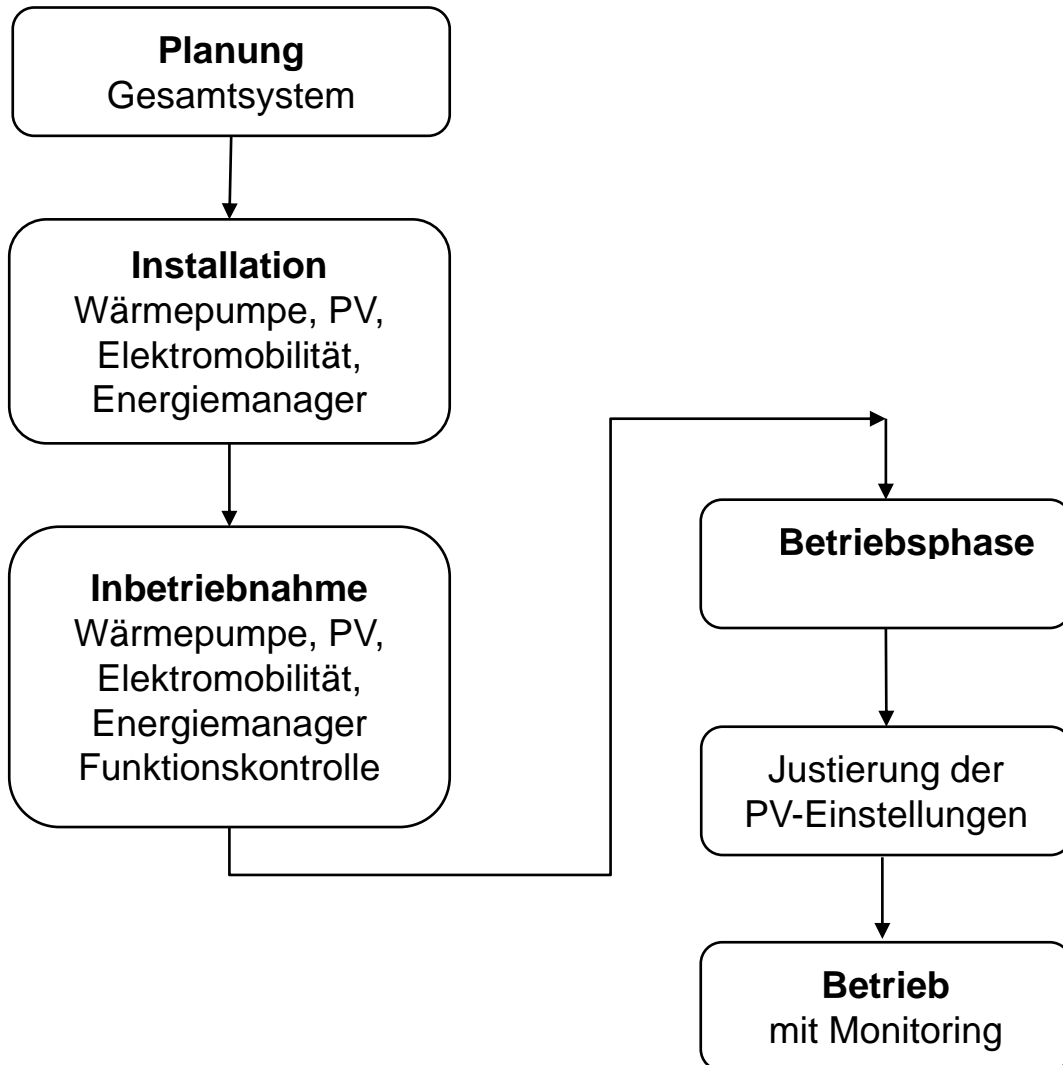 Planung
Gesamtsystem
Installation
Wärmepumpe, PV,
Elektromobilität,
Energiemanager
Inbetriebnahme
Wärmepumpe, PV,
Elektromobilität,
Energiemanager
Funktionskontrolle
Betriebsphase
Justierung der
PV-Einstellungen
Betrieb
mit Monitoring